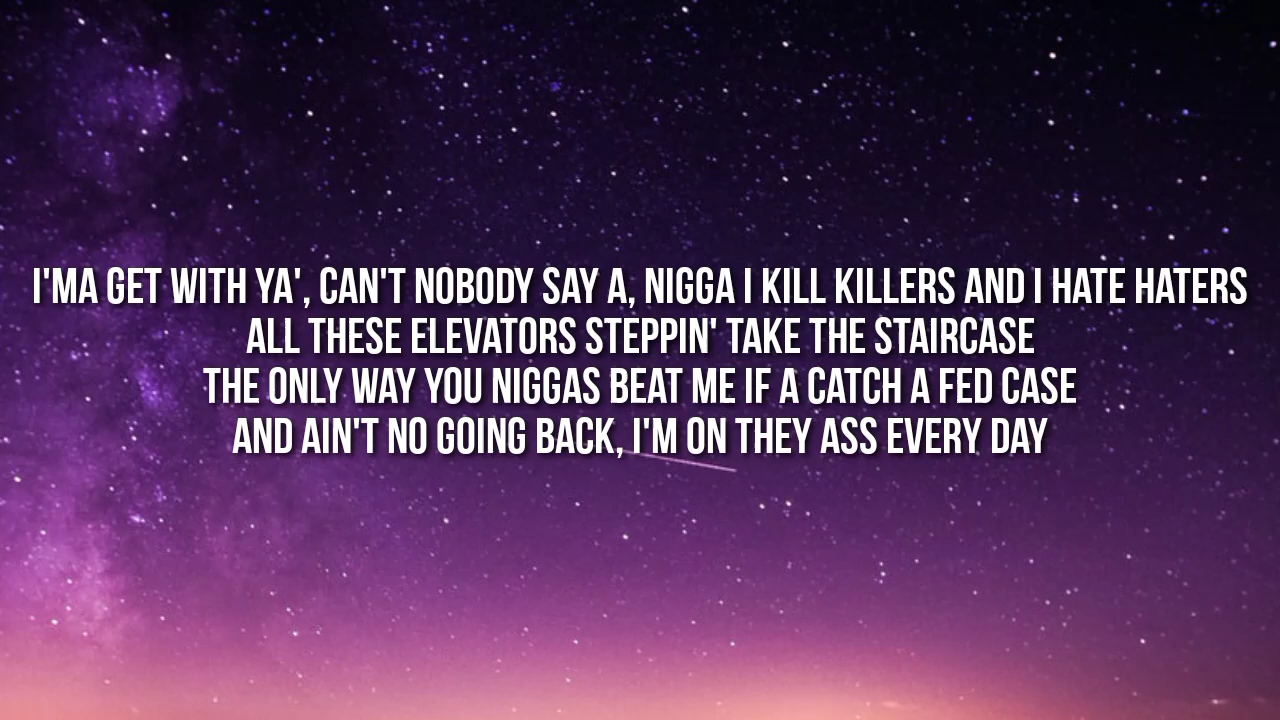 I'MA GET WITH YA', CAN'T NOBODY SAY A, NIGGA I KILL KILLERS AND I HATE HATERS
ALL THESE ELEVATORS STEPPIN' TAKE THE STAIRCASE
THE ONLY WAY YOU NIGGAS BEAT ME IF A CATCH A FED CASE
AND AIN'T NO GOING BACK, I'M ON THEY ASS EVERY DAY